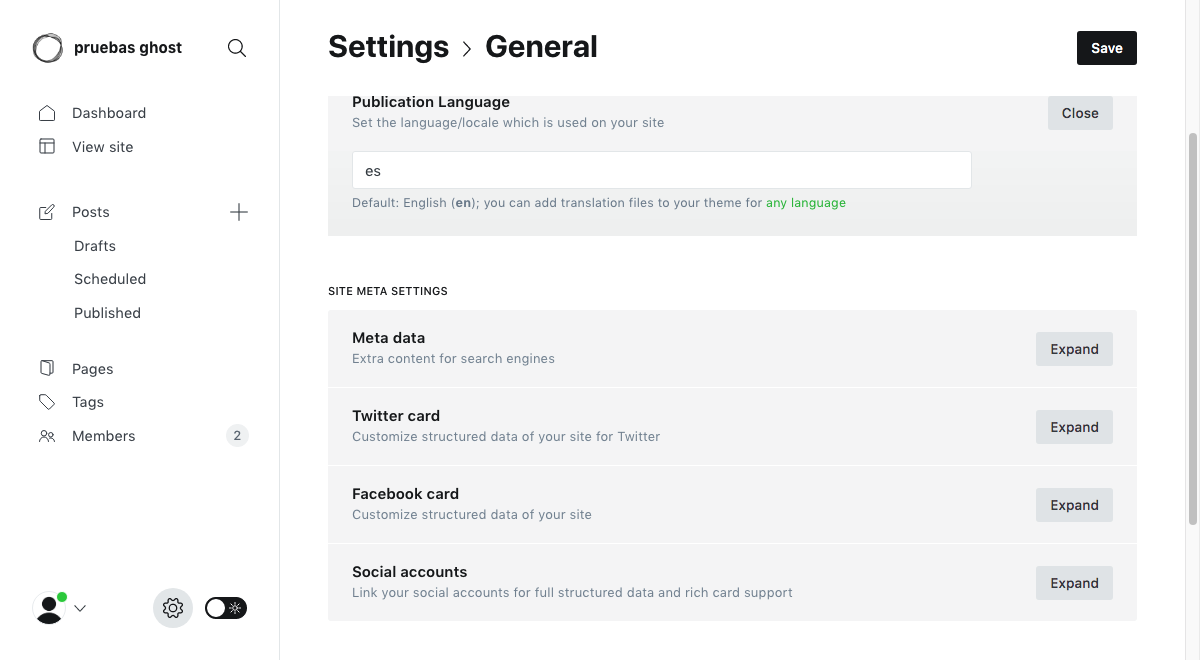 pruebas ghost
Dashboard
View site
Posts
Drafts
Scheduled
Published
Pages
Tags
Members
2
Settings
General
Save
Publication Language
Set the language/locale which is used on your site
Close
es
Default: English (en); you can add translation files to your theme for any language
SITE META SETTINGS
Meta data
Extra content for search engines
Expand
Twitter card
Customize structured data of your site for Twitter
Expand
Facebook card
Customize structured data of your site
Expand
Social accounts
Link your social accounts for full structured data and rich card support
Expand